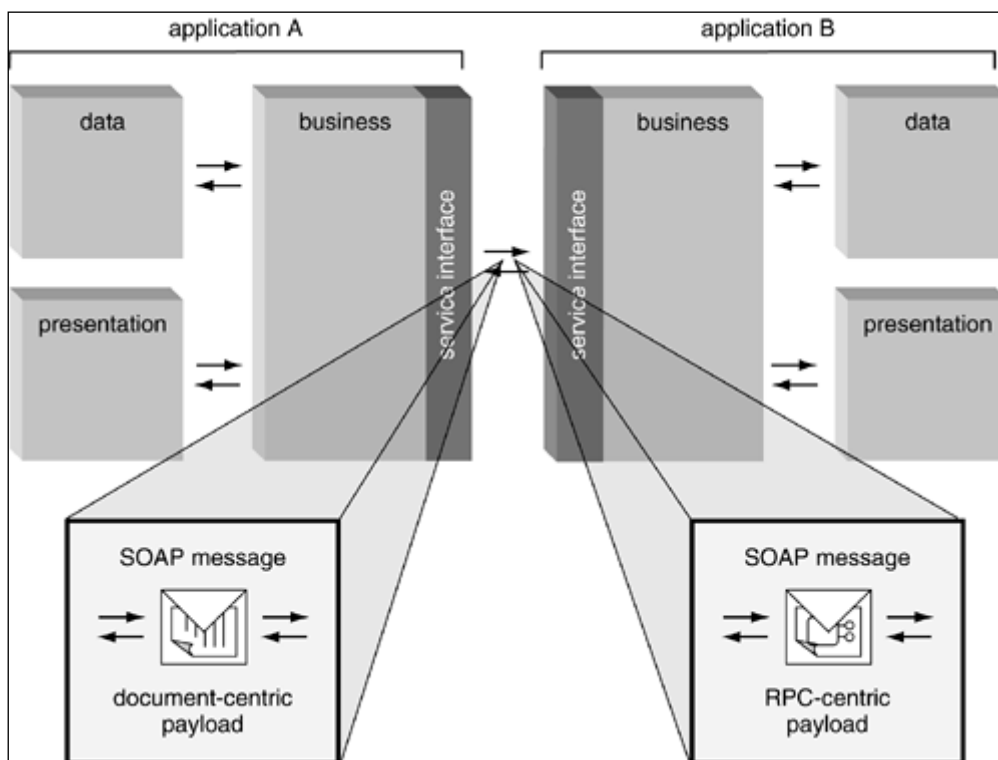 application A
application B
data
business
service interface
service interface
business
data
presentation
presentation
SOAP message
document-centric
payload
SOAP message
RPC-centric
payload